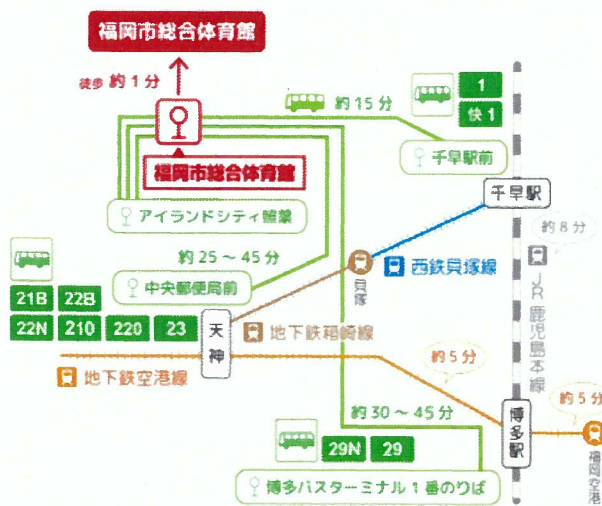 福岡市総合体育館
徒歩 約1分
約15分
1
快1
千早駅前
福岡市総合体育館
千早駅
アイランドシティ照葉
約8分
約25～45分
貝塚
西鉄貝塚線
JR鹿児島本線
21B 22B
中央郵便局前
22N 210 220 23
天神
地下鉄箱崎線
地下鉄空港線
約5分
約5分
約30～45分
博多駅
29N 29
福岡空港
博多バスターミナル1番のりば